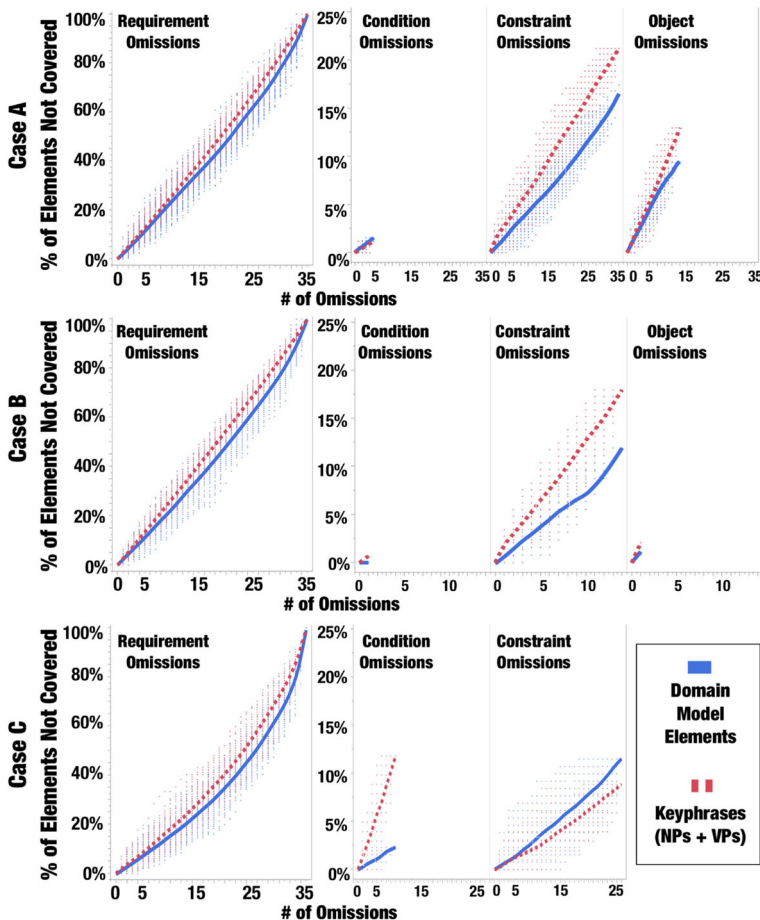 Case A
% of Elements Not Covered
100%
80%
60%
40%
20%
0%
Requirement
Omissions
0 5 15 25 35
25%
20%
15%
10%
5%
0%
Condition
Omissions
0 5 15 25 35
Constraint
Omissions
0 5 15 25 35
Object
Omissions
0 5 15 25 35
# of Omissions
Case B
% of Elements Not Covered
100%
80%
60%
40%
20%
0%
Requirement
Omissions
0 5 15 25 35
25%
20%
15%
10%
5%
0%
Condition
Omissions
0 5 10
Constraint
Omissions
0 5 10
Object
Omissions
0 5 10
# of Omissions
Case C
% of Elements Not Covered
100%
80%
60%
40%
20%
0%
Requirement
Omissions
0 5 15 25 35
25%
20%
15%
10%
5%
0%
Condition
Omissions
0 5 15 25
Constraint
Omissions
0 5 15 25
# of Omissions
Domain
Model
Elements
Keyphrases
(NPs + VPs)